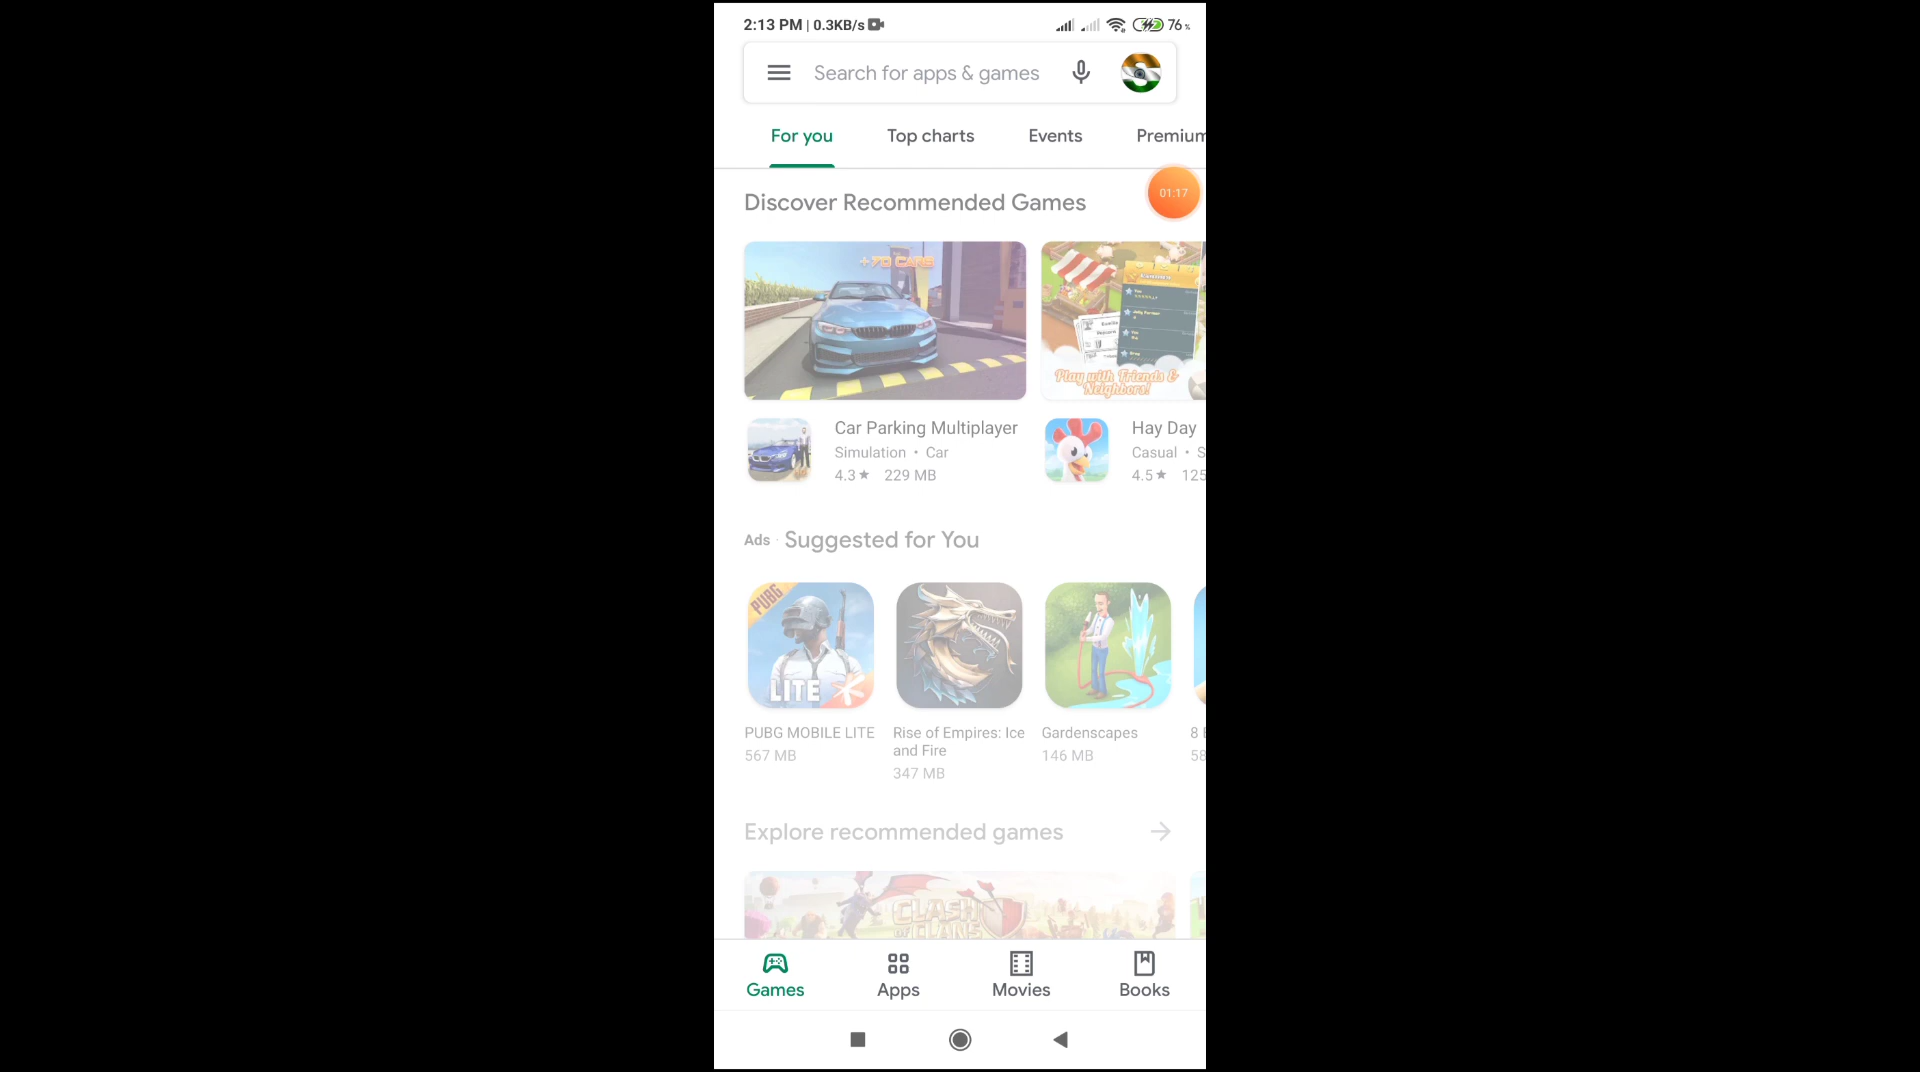 2:13 PM | 0.3KB/s 76 %
Search for apps & games
For you Top charts Events Premium
01:17
Discover Recommended Games
+70 CARS
Play with Friends &
Neighbors!
Car Parking Multiplayer
Simulation • Car
4.3★ 229 MB
Hay Day
Casual • S
4.5★ 125
Ads · Suggested for You
PUBG
LITE
PUBG MOBILE LITE
567 MB
Rise of Empires: Ice
and Fire
347 MB
Gardenscapes
146 MB
8
58
Explore recommended games
CLASH
OF CLANS
Games Apps Movies Books